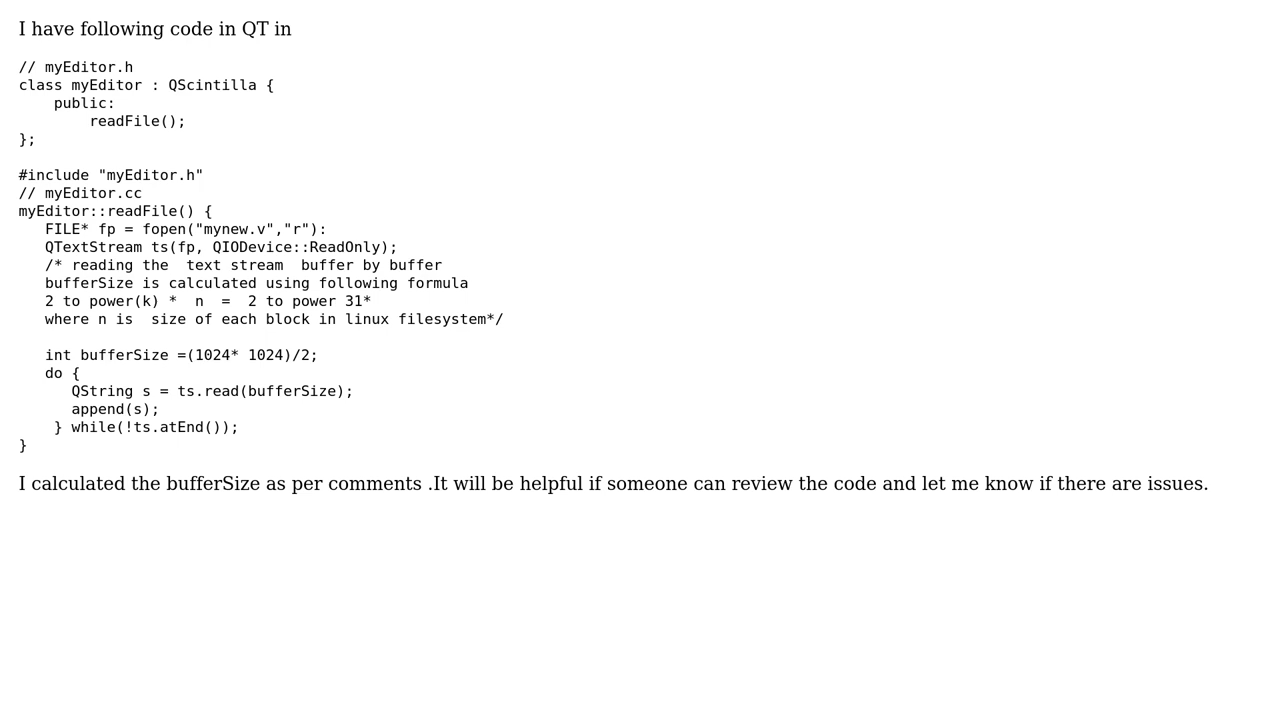 I have following code in QT in
// myEditor.h
class myEditor : QScintilla {
    public:
        readFile();
};
#include "myEditor.h"
// myEditor.cc
myEditor::readFile() {
   FILE* fp = fopen("mynew.v","r"):
   QTextStream ts(fp, QIODevice::ReadOnly);
   /* reading the  text stream  buffer by buffer
   bufferSize is calculated using following formula
   2 to power(k) *  n  =  2 to power 31*
   where n is  size of each block in linux filesystem*/
   int bufferSize =(1024* 1024)/2;
   do {
      QString s = ts.read(bufferSize);
      append(s);
    } while(!ts.atEnd());
}
I calculated the bufferSize as per comments .It will be helpful if someone can review the code and let me know if there are issues.